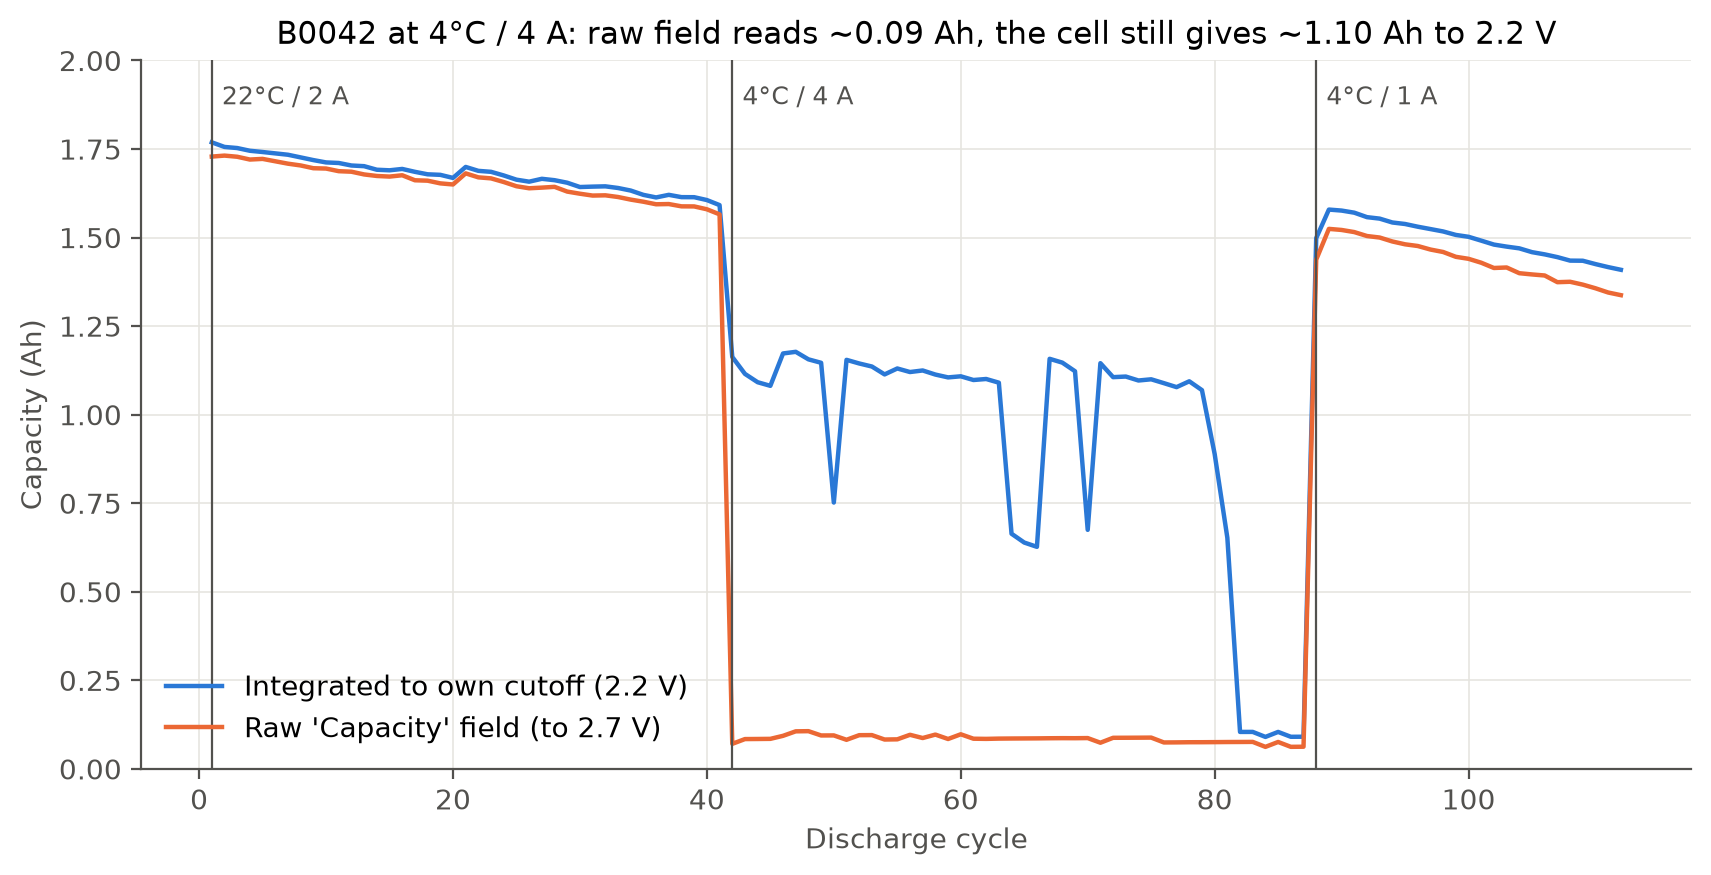 B0042 at 4°C / 4 A: raw field reads ~0.09 Ah, the cell still gives ~1.10 Ah to 2.2 V
2.00
1.75
1.50
1.25
1.00
0.75
0.50
0.25
0.00
Capacity (Ah)
22°C / 2 A
4°C / 4 A
4°C / 1 A
Integrated to own cutoff (2.2 V)
Raw 'Capacity' field (to 2.7 V)
0
20
40
60
80
100
Discharge cycle